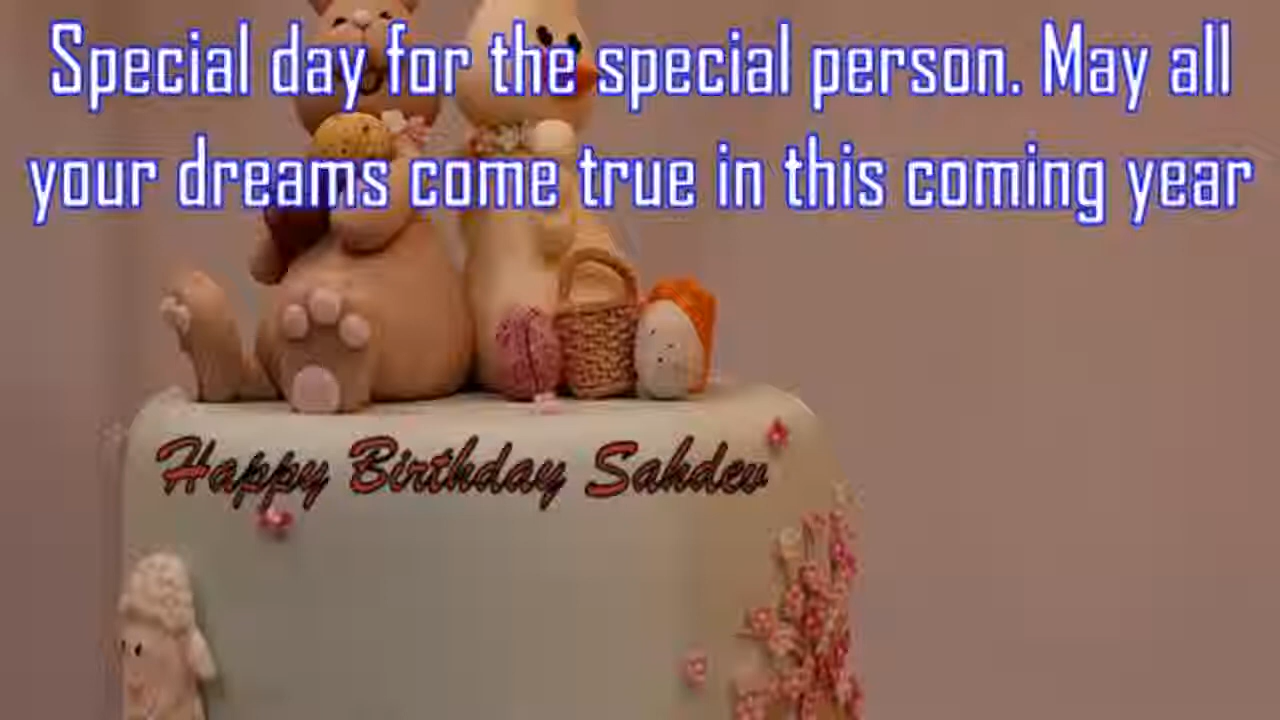 Special day for the special person. May all
your dreams come true in this coming year
Happy Birthday Sahdev